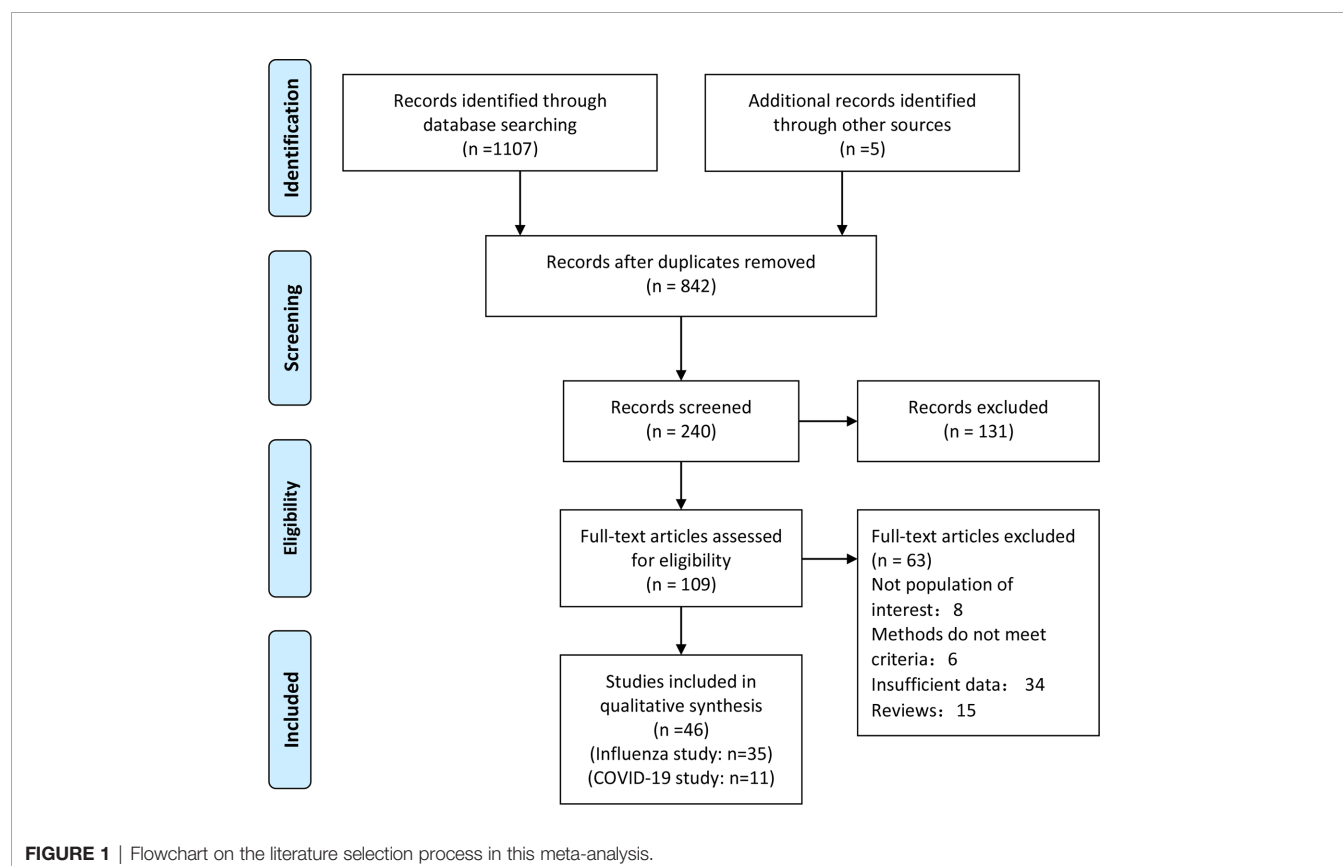 Identification
Records identified through
database searching
(n =1107)
Additional records identified
through other sources
(n =5)
Screening
Records after duplicates removed
(n = 842)
Records screened
(n = 240)
Records excluded
(n = 131)
Eligibility
Full-text articles assessed
for eligibility
(n = 109)
Full-text articles excluded
(n = 63)
Not population of
interest： 8
Methods do not meet
criteria：6
Insufficient data： 34
Reviews：15
Included
Studies included in
qualitative synthesis
(n =46)
(Influenza study: n=35)
(COVID-19 study: n=11)
FIGURE 1 | Flowchart on the literature selection process in this meta-analysis.